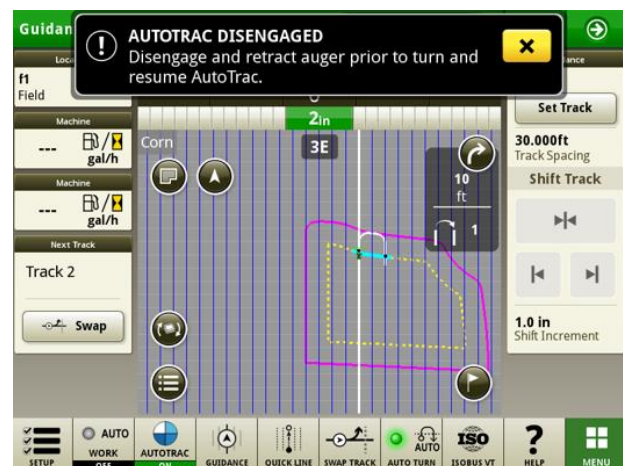 Guidan
AUTOTRAC DISENGAGED
Disengage and retract auger prior to turn and
resume AutoTrac.
f1
Field
Machine
---
gal/h
Machine
---
gal/h
Next Track
Track 2
Swap
2in
Corn
3E
10
ft
1
Set Track
30.000ft
Track Spacing
Shift Track
1.0 in
Shift Increment
SETUP
AUTO
WORK
OFF
AUTOTRAC
ON
GUIDANCE
QUICK LINE
SWAP TRACK
AUTO
AUTO TURN
ISO
ISOBUS VT
?
HELP
MENU